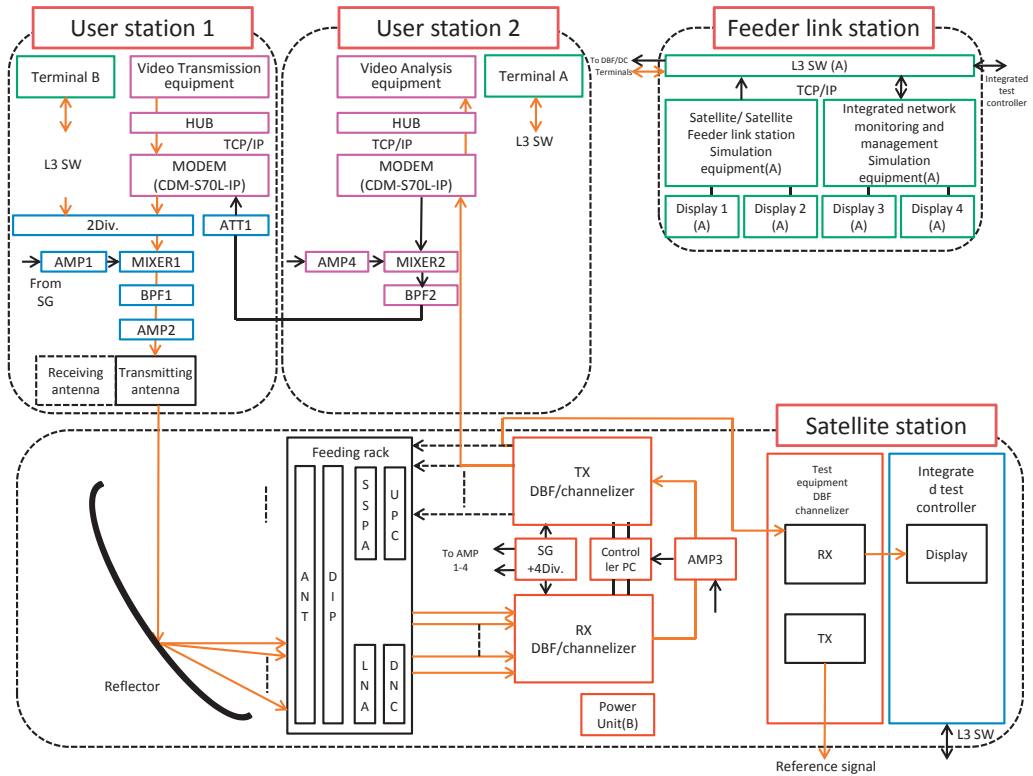 User station 1
Terminal B
Video Transmission
equipment
HUB
TCP/IP
L3 SW
MODEM
(CDM-S70L-IP)
2Div.
ATT1
AMP1
MIXER1
From
SG
BPF1
AMP2
Receiving
antenna
Transmitting
antenna
User station 2
Video Analysis
equipment
Terminal A
HUB
TCP/IP
L3 SW
MODEM
(CDM-S70L-IP)
AMP4
MIXER2
BPF2
Feeder link station
To DBF/DC
Terminals
L3 SW (A)
Integrated
test
controller
TCP/IP
Satellite/ Satellite
Feeder link station
Simulation
equipment(A)
Integrated network
monitoring and
management
Simulation
equipment(A)
Display 1
(A)
Display 2
(A)
Display 3
(A)
Display 4
(A)
Satellite station
Feeding rack
SSPA
UPC
ANT
DIP
LNA
DNC
Reflector
TX
DBF/channelizer
To AMP
1-4
SG
+4Div.
Control
ler PC
AMP3
RX
DBF/channelizer
Power
Unit(B)
Test
equipment
DBF
channelizer
RX
TX
Integrate
d test
controller
Display
L3 SW
Reference signal